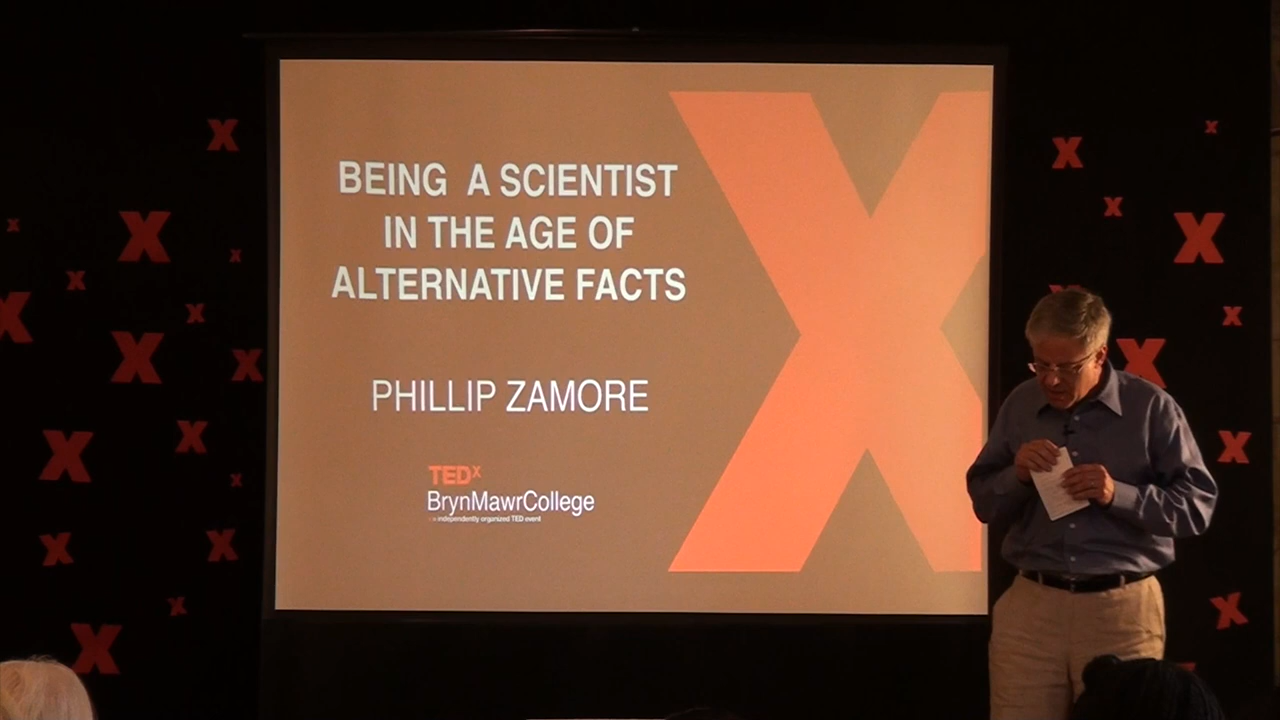 BEING A SCIENTIST
IN THE AGE OF
ALTERNATIVE FACTS
PHILLIP ZAMORE
TEDx
BrynMawrCollege
independently organized TED event